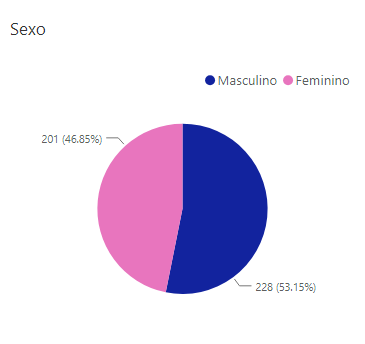 Sexo
Masculino Feminino
201 (46.85%)
228 (53.15%)